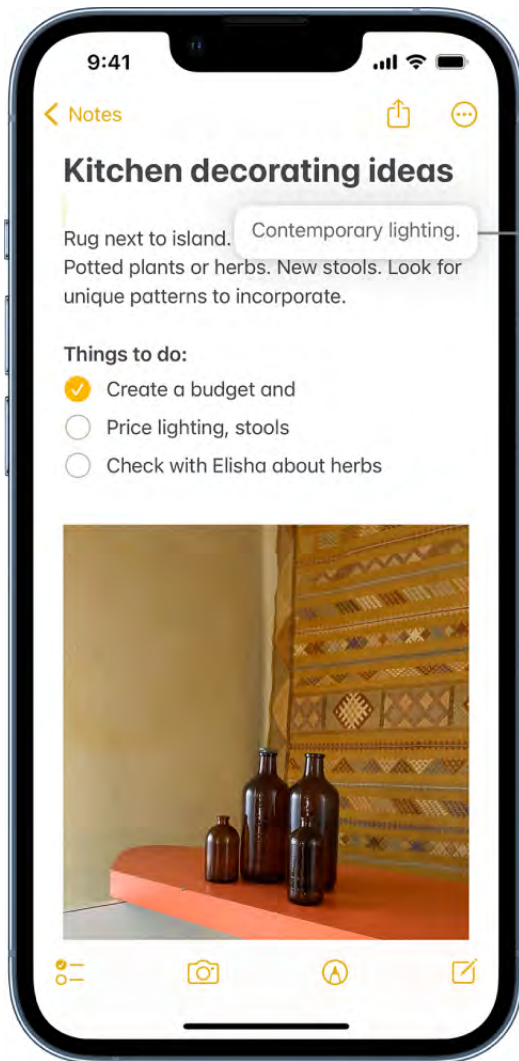 9:41
Notes
Kitchen decorating ideas
Contemporary lighting.
Rug next to island.
Potted plants or herbs. New stools. Look for
unique patterns to incorporate.
Things to do:
Create a budget and
Price lighting, stools
Check with Elisha about herbs